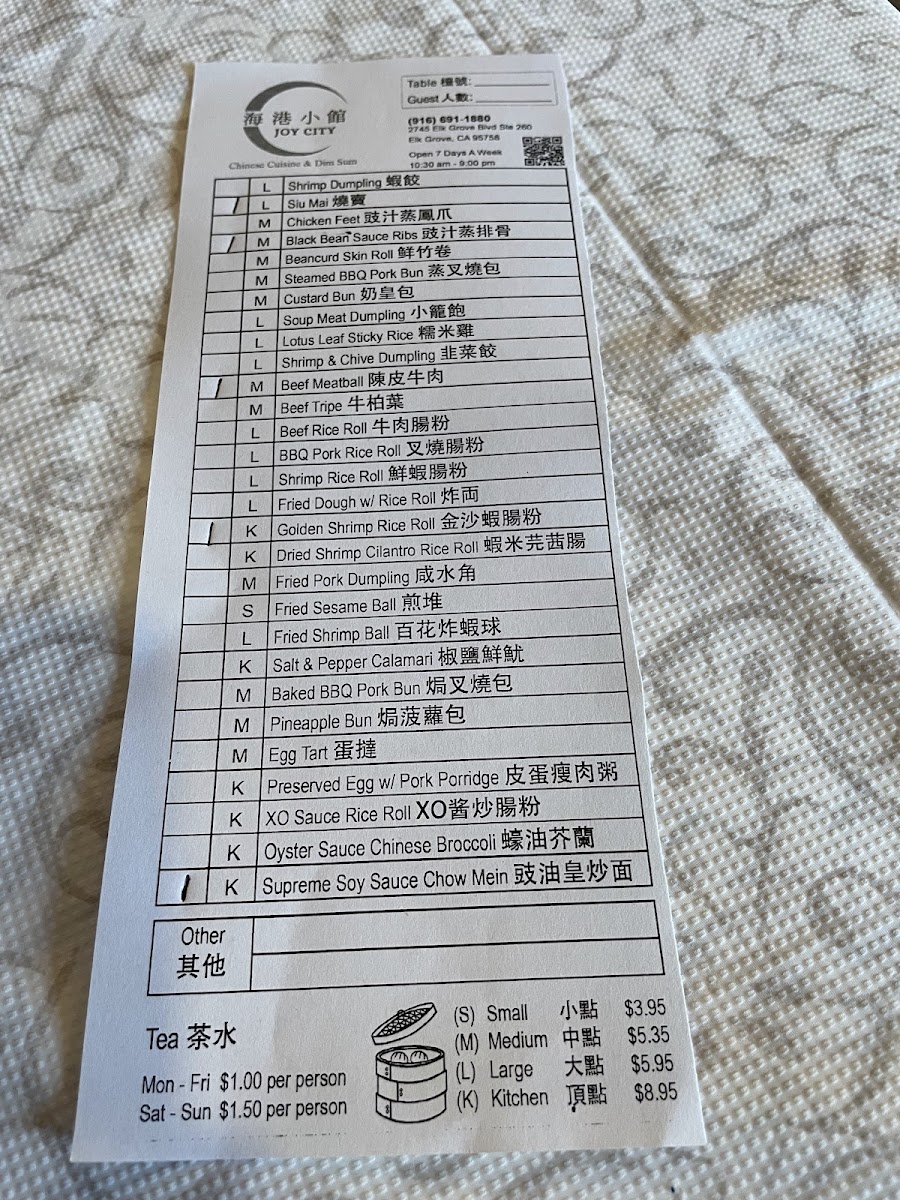 海港小館
JOY CITY
Chinese Cuisine & Dim Sum
Table 檯號: ________
Guest 人數: ________
(916) 691-1880
2745 Elk Grove Blvd Ste 260
Elk Grove, CA 95758
Open 7 Days A Week
10:30 am - 9:00 pm
L Shrimp Dumpling 蝦餃
/ L Siu Mai 燒賣
M Chicken Feet 豉汁蒸鳳爪
/ M Black Bean Sauce Ribs 豉汁蒸排骨
M Beancurd Skin Roll 鲜竹卷
M Steamed BBQ Pork Bun 蒸叉燒包
M Custard Bun 奶皇包
L Soup Meat Dumpling 小籠飽
L Lotus Leaf Sticky Rice 糯米雞
L Shrimp & Chive Dumpling 韭菜餃
/ M Beef Meatball 陳皮牛肉
M Beef Tripe 牛柏葉
L Beef Rice Roll 牛肉腸粉
L BBQ Pork Rice Roll 叉燒腸粉
L Shrimp Rice Roll 鮮蝦腸粉
L Fried Dough w/ Rice Roll 炸両
/ K Golden Shrimp Rice Roll 金沙蝦腸粉
K Dried Shrimp Cilantro Rice Roll 蝦米芫茜腸
M Fried Pork Dumpling 咸水角
S Fried Sesame Ball 煎堆
L Fried Shrimp Ball 百花炸蝦球
K Salt & Pepper Calamari 椒鹽鮮魷
M Baked BBQ Pork Bun 焗叉燒包
M Pineapple Bun 焗菠蘿包
M Egg Tart 蛋撻
K Preserved Egg w/ Pork Porridge 皮蛋瘦肉粥
K XO Sauce Rice Roll XO酱炒腸粉
K Oyster Sauce Chinese Broccoli 蠔油芥蘭
/ K Supreme Soy Sauce Chow Mein 豉油皇炒面
Other
其他
Tea 茶水
Mon - Fri $1.00 per person
Sat - Sun $1.50 per person
(S) Small 小點 $3.95
(M) Medium 中點 $5.35
(L) Large 大點 $5.95
(K) Kitchen 頂點 $8.95